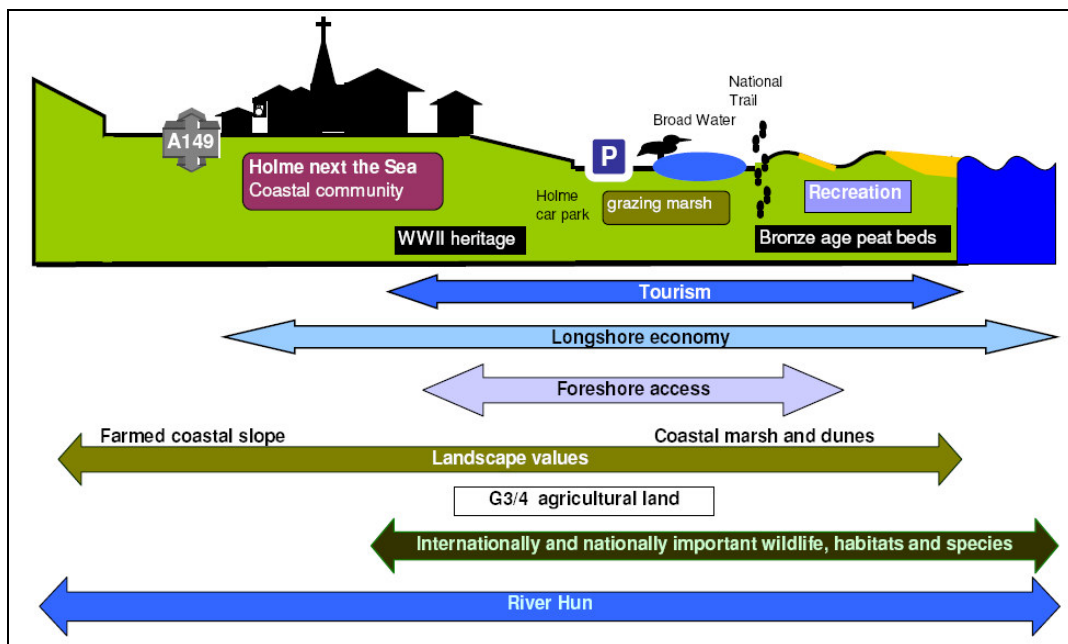 National
Trail
Broad Water
A149
P
Holme next the Sea
Coastal community
Holme
car park
grazing marsh
Recreation
WWII heritage
Bronze age peat beds
Tourism
Longshore economy
Foreshore access
Farmed coastal slope
Coastal marsh and dunes
Landscape values
G3/4 agricultural land
Internationally and nationally important wildlife, habitats and species
River Hun